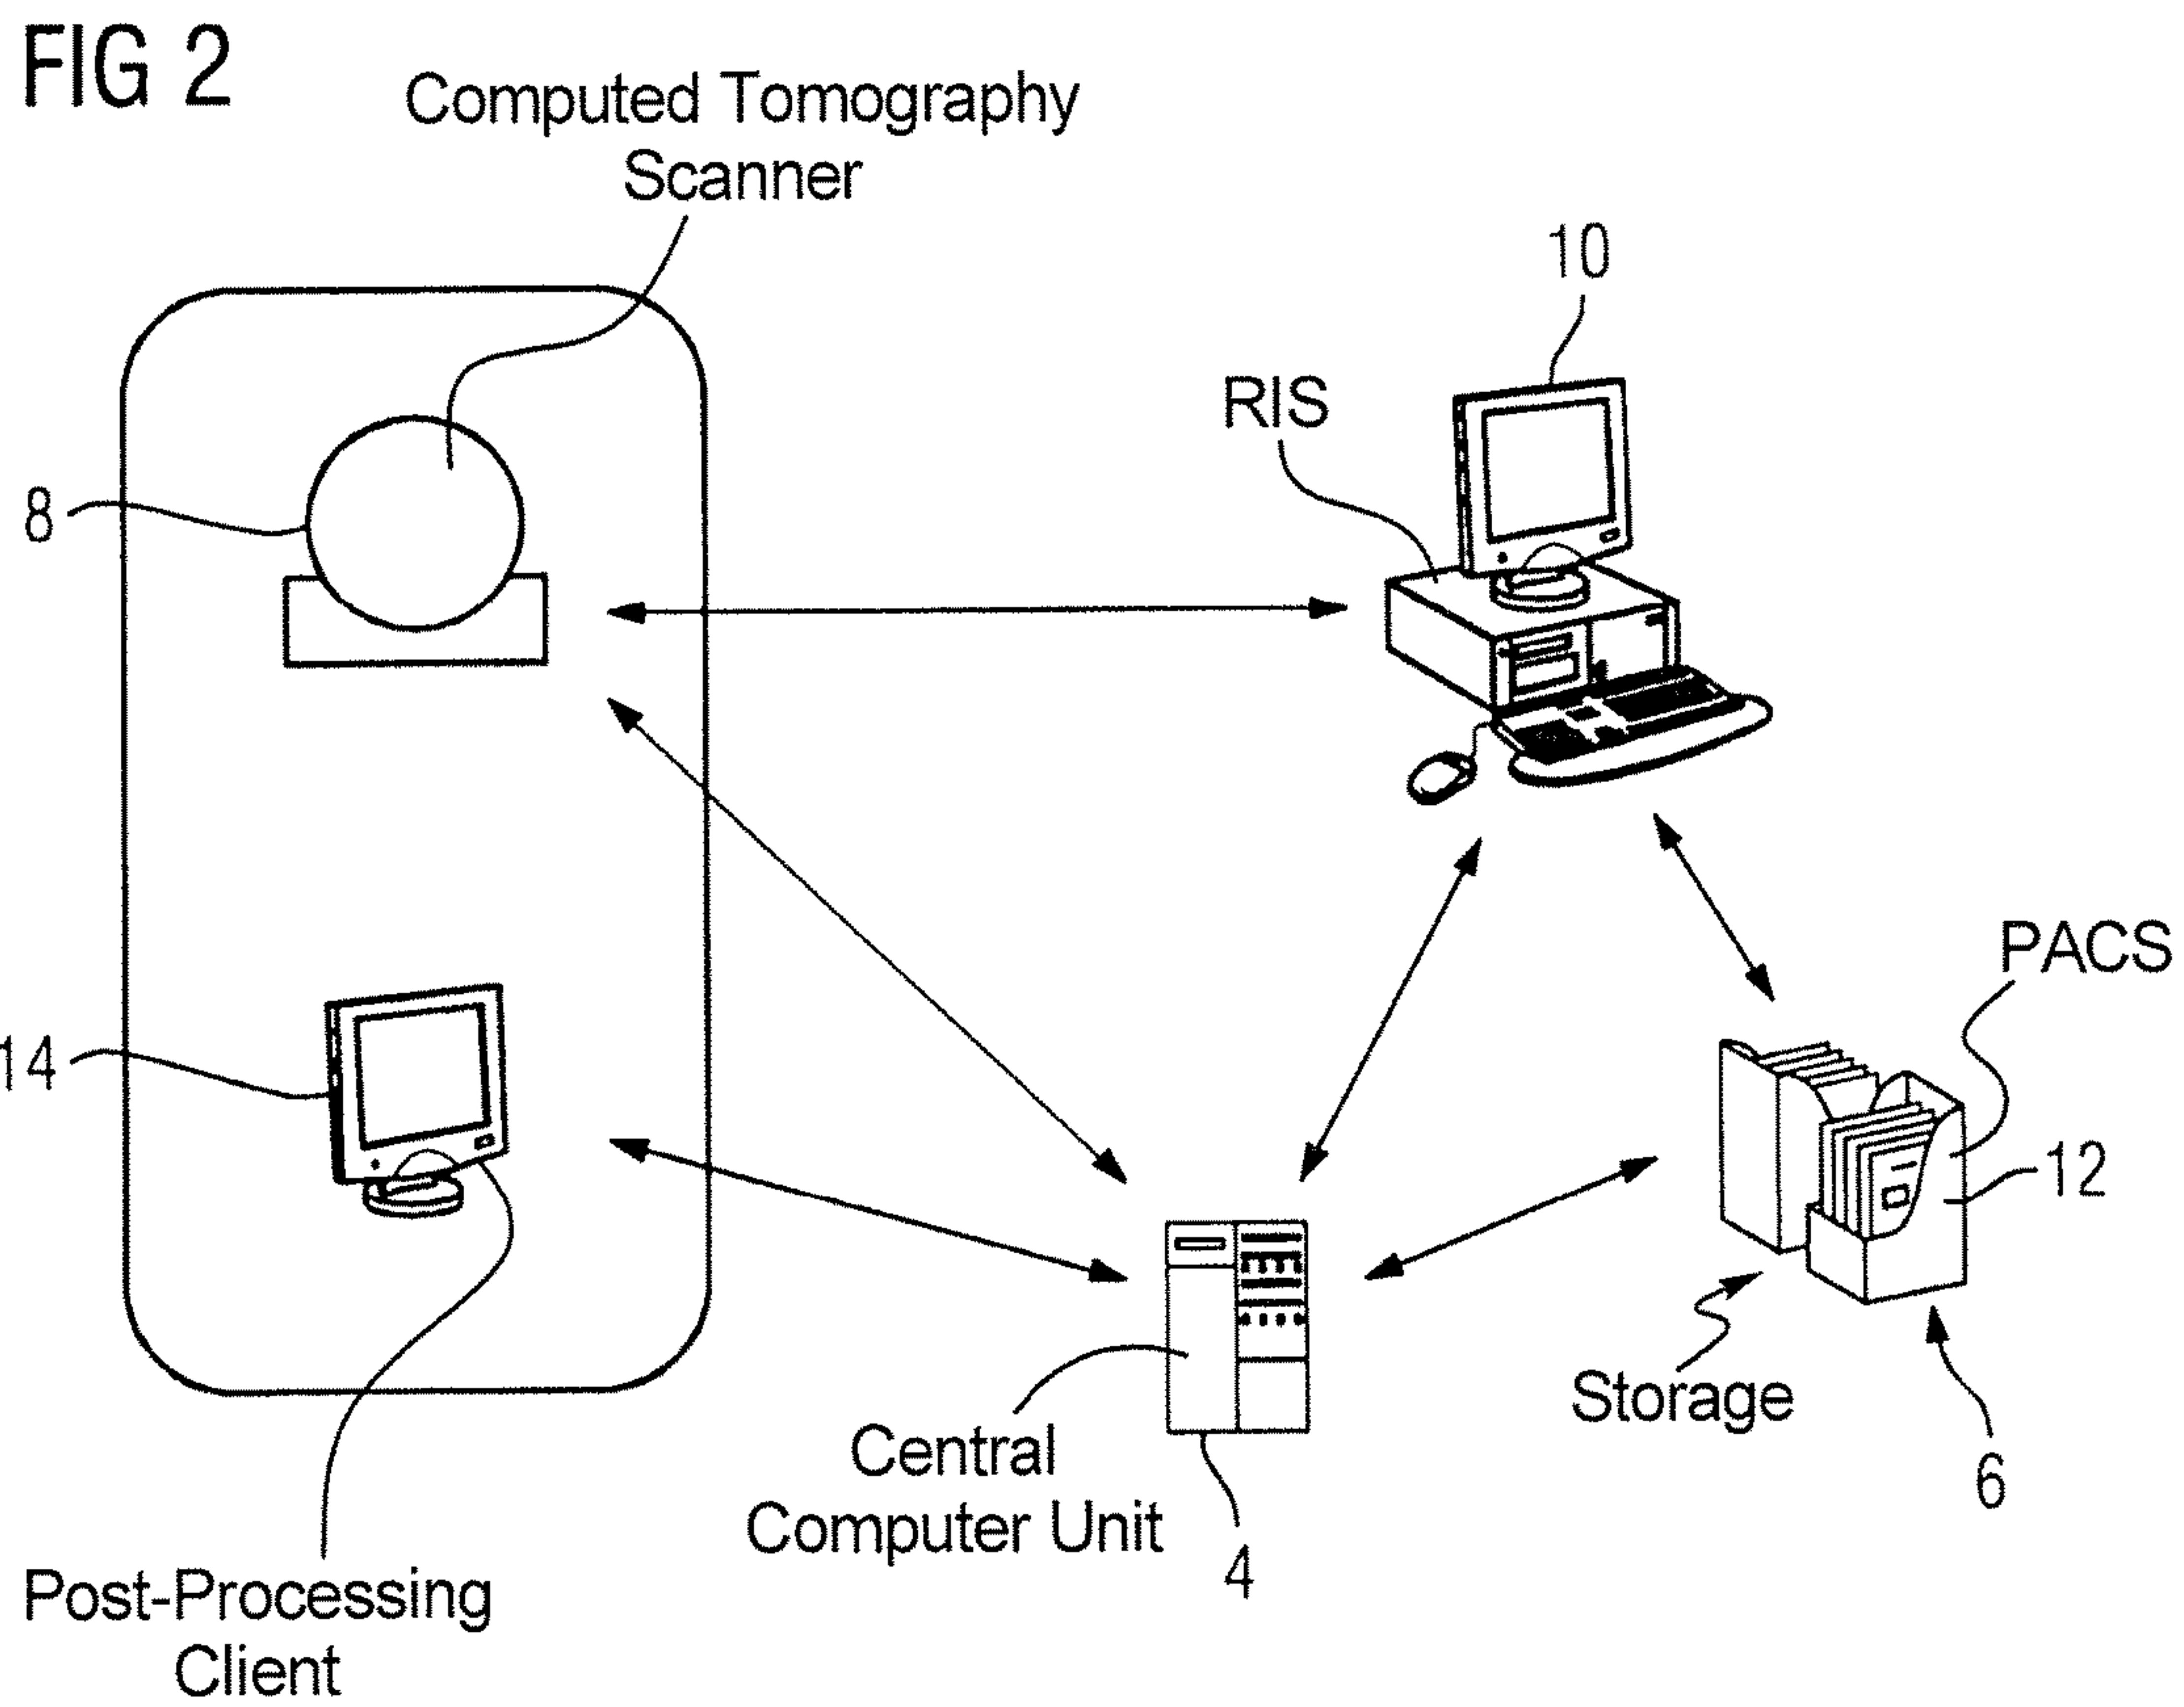 FIG 2
Computed Tomography
Scanner
10
RIS
8
PACS
14
12
Storage
6
Central
Computer Unit
4
Post-Processing
Client